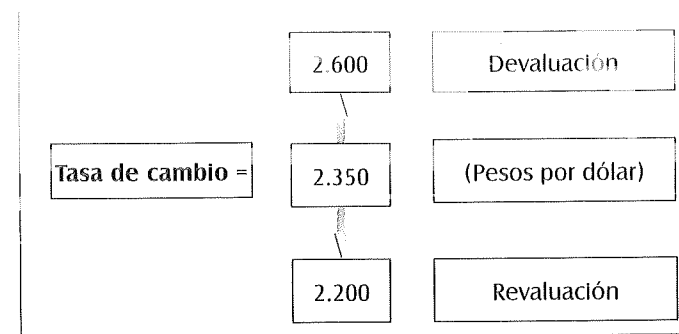 2.600 Devaluación
Tasa de cambio = 2.350 (Pesos por dólar)
2.200 Revaluación